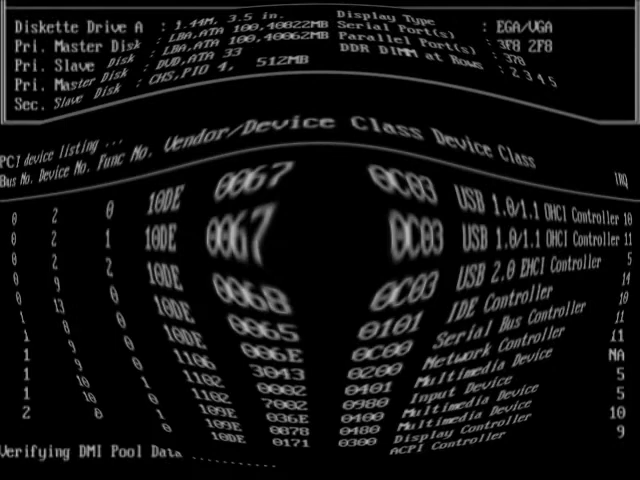 Diskette Drive A : 1.44M, 3.5 in. Display Type : EGA/VGA
Pri. Master Disk : LBA,ATA 100,40822MB Serial Port(s) : 3F8 2F8
Pri. Slave Disk : LBA,ATA 100,40062MB Parallel Port(s) : 378
Pri. Master Disk : DVD,ATA 33 DDR DIMM at Rows : 2 3 4 5
Sec. Slave Disk : CHS,PIO 4, 512MB
PCI device listing ...
Bus No. Device No. Func No. Vendor/Device Class Device Class IRQ
0 2 0 10DE 0067 0C03 USB 1.0/1.1 OHCI Controller 10
0 2 1 10DE 0067 0C03 USB 1.0/1.1 OHCI Controller 11
0 2 2 10DE 0068 0C03 USB 2.0 EHCI Controller 5
0 9 0 10DE 0065 0101 IDE Controller 14
0 13 0 10DE 006E 0C00 Serial Bus Controller 10
1 8 0 1106 3043 0200 Network Controller 11
1 9 0 1102 0002 0401 Multimedia Device 11
1 9 1 1102 7002 0980 Input Device NA
1 10 0 109E 036E 0400 Multimedia Device 5
1 10 1 109E 0878 0480 Multimedia Device 5
2 0 0 10DE 0171 0300 Display Controller 10
ACPI Controller 9
Verifying DMI Pool Data ...........